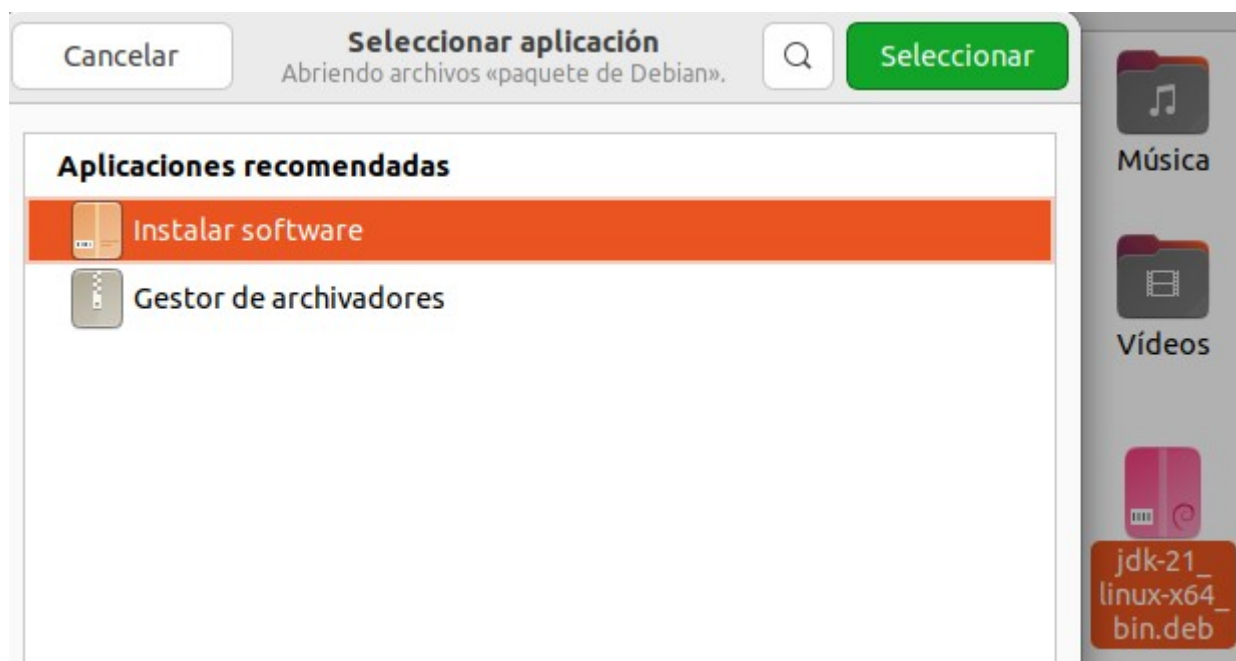 Cancelar
Seleccionar aplicación
Abriendo archivos «paquete de Debian».
Seleccionar
Aplicaciones recomendadas
Instalar software
Gestor de archivadores
Música
Vídeos
jdk-21_
linux-x64_
bin.deb